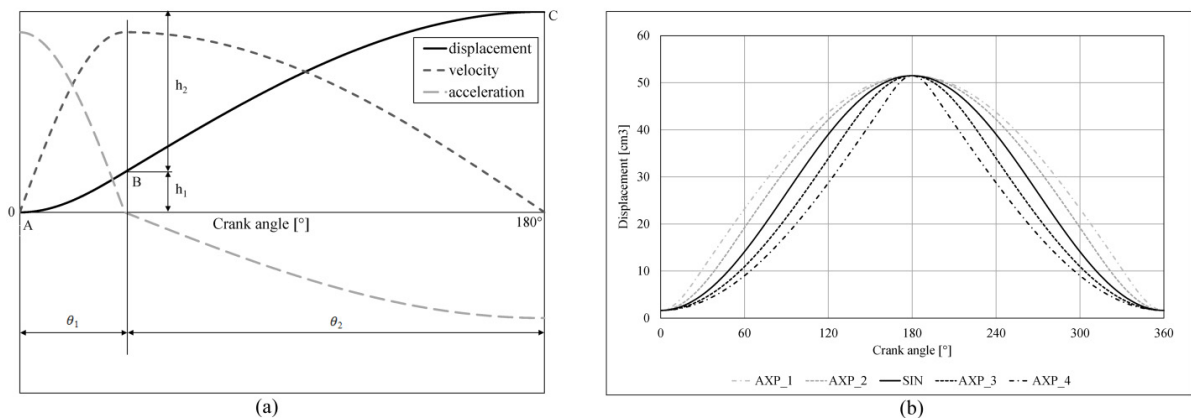 C
displacement
velocity
acceleration
h₂
B
h₁
0
A
Crank angle [°]
180°
θ₁
θ₂
(a)
60
50
40
30
20
10
0
Displacement [cm3]
0 60 120 180 240 300 360
Crank angle [°]
AXP_1 AXP_2 SIN AXP_3 AXP_4
(b)